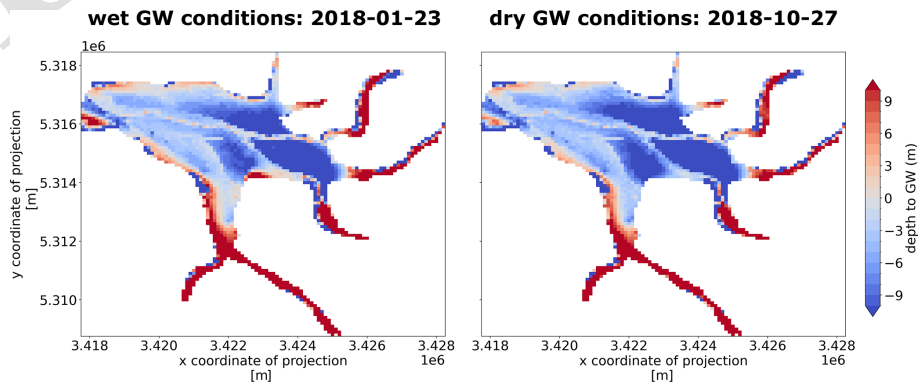 wet GW conditions: 2018-01-23
dry GW conditions: 2018-10-27
1e6
5.318
5.316
5.314
5.312
5.310
y coordinate of projection
[m]
3.418 3.420 3.422 3.424 3.426 3.428
1e6
x coordinate of projection
[m]
3.418 3.420 3.422 3.424 3.426 3.428
1e6
x coordinate of projection
[m]
9
6
3
0
−3
−6
−9
depth to GW (m)